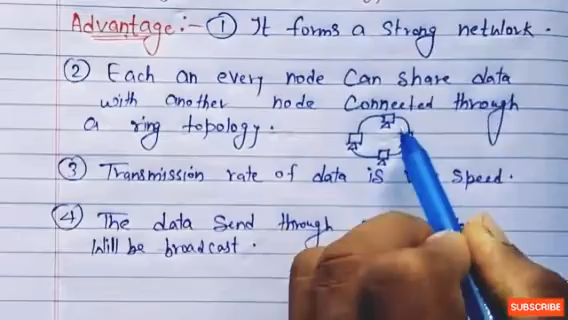 Advantage :- ① It forms a strong network.
② Each an every node Can share data
with another node Connected through
a ring topology.
③ Transmission rate of data is speed.
④ The data Send through
Will be broadcast.
SUBSCRIBE